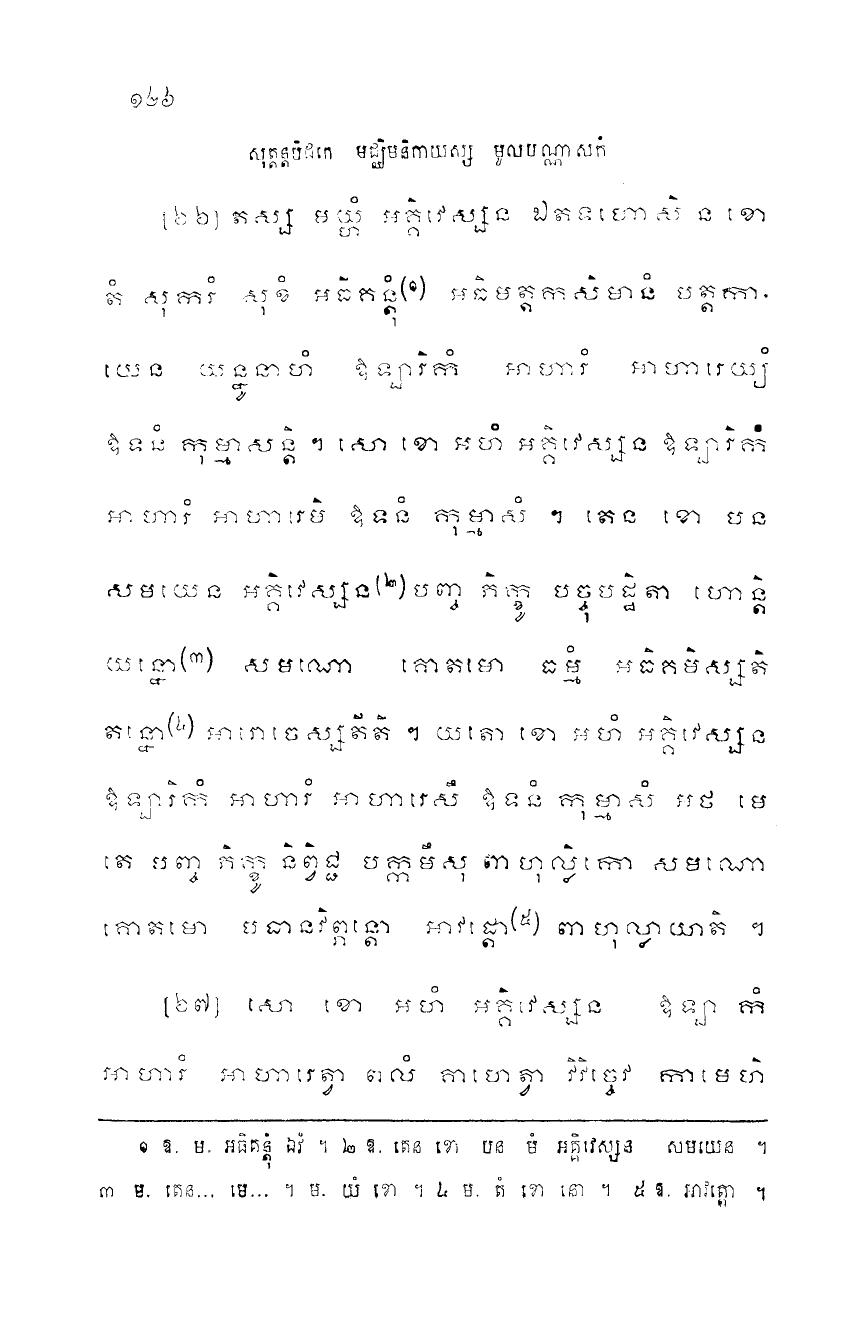 ១២៦
សុត្តន្តបិដកេ មជ្ឈិមនិកាយស្ស មូលបណ្ណាសកំ
[៦៦] តស្ស មយ្ហំ អគ្គិវេស្សន ឯតទហោសិ ន ខោ
តំ សុករំ សុខំ អធិគន្តុំ(១) អធិមត្តកសិមានំ បត្តកា-
យេន យន្នូនាហំ ឱឡារិកំ អាហារំ អាហារេយ្យំ
ឱទនំ កុម្មាសន្តិ ។ សោ ខោ អហំ អគ្គិវេស្សន ឱឡារិកំ
អាហារំ អាហារេមិ ឱទនំ កុម្មាសំ ។ តេន ខោ បន
សមយេន អគ្គិវេស្សន(២) បញ្ច ភិក្ខូ បច្ចុបដ្ឋិតា ហោន្តិ
យន្នោ(៣) សមណោ គោតមោ ធម្មំ អធិគមិស្សតិ
តន្នោ(៤) អារោចេស្សតីតិ ។ យតោ ខោ អហំ អគ្គិវេស្សន
ឱឡារិកំ អាហារំ អាហារេសឹ ឱទនំ កុម្មាសំ អថ មេ
តេ បញ្ច ភិក្ខូ និព្វិជ្ជ បក្កមឹសុ ពាហុល្លិកោ សមណោ
គោតមោ បធានវិព្ភន្តោ អាវដ្តោ(៥) ពាហុល្លាយាតិ ។
[៦៧] សោ ខោ អហំ អគ្គិវេស្សន ឱឡា កំ
អាហារំ អាហារេត្វា ពលំ គាហេត្វា វិវិច្ចេវ កាមេហិ
១ ឱ. ម. អធិគន្តុំ ឯវំ ។ ២ ឱ. តេន ខោ បន មំ អគ្គិវេស្សន សមយេន ។
៣ ម. តេន... មេ... ។ ម. យំ ខោ ។ ៤ ម. តំ ខោ នោ ។ ៥ ឱ. អាវត្តោ ។